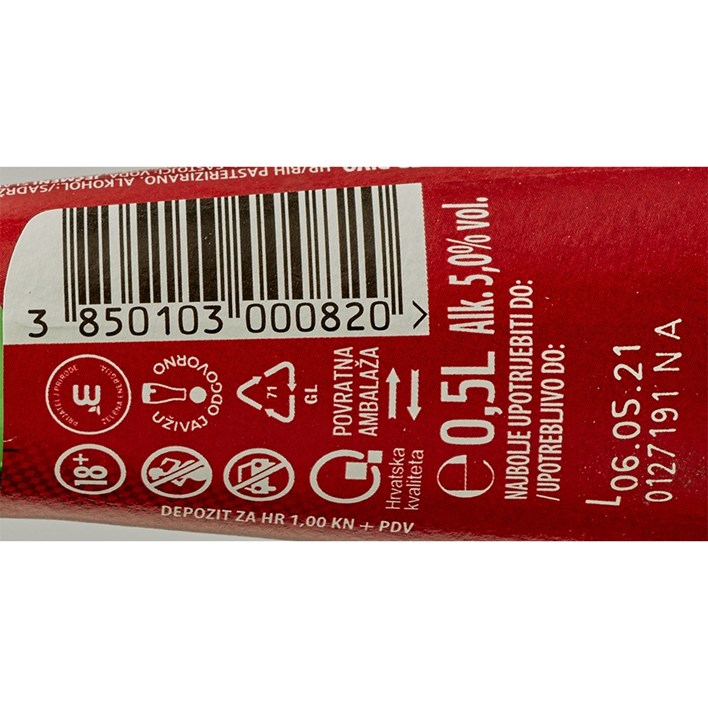 HR/BIH PASTERIZIRANO. ALKOHOL:
3 850103 000820 >
UŽIVAJ ODGOVORNO
71
GL
POVRATNA
AMBALAŽA
18+
Hrvatska
kvaliteta
DEPOZIT ZA HR 1,00 KN + PDV
e 0,5L Alk. 5,0% vol.
NAJBOLJE UPOTRIJEBITI DO:
/UPOTREBLJIVO DO:
L06.05.21
0127191 N A